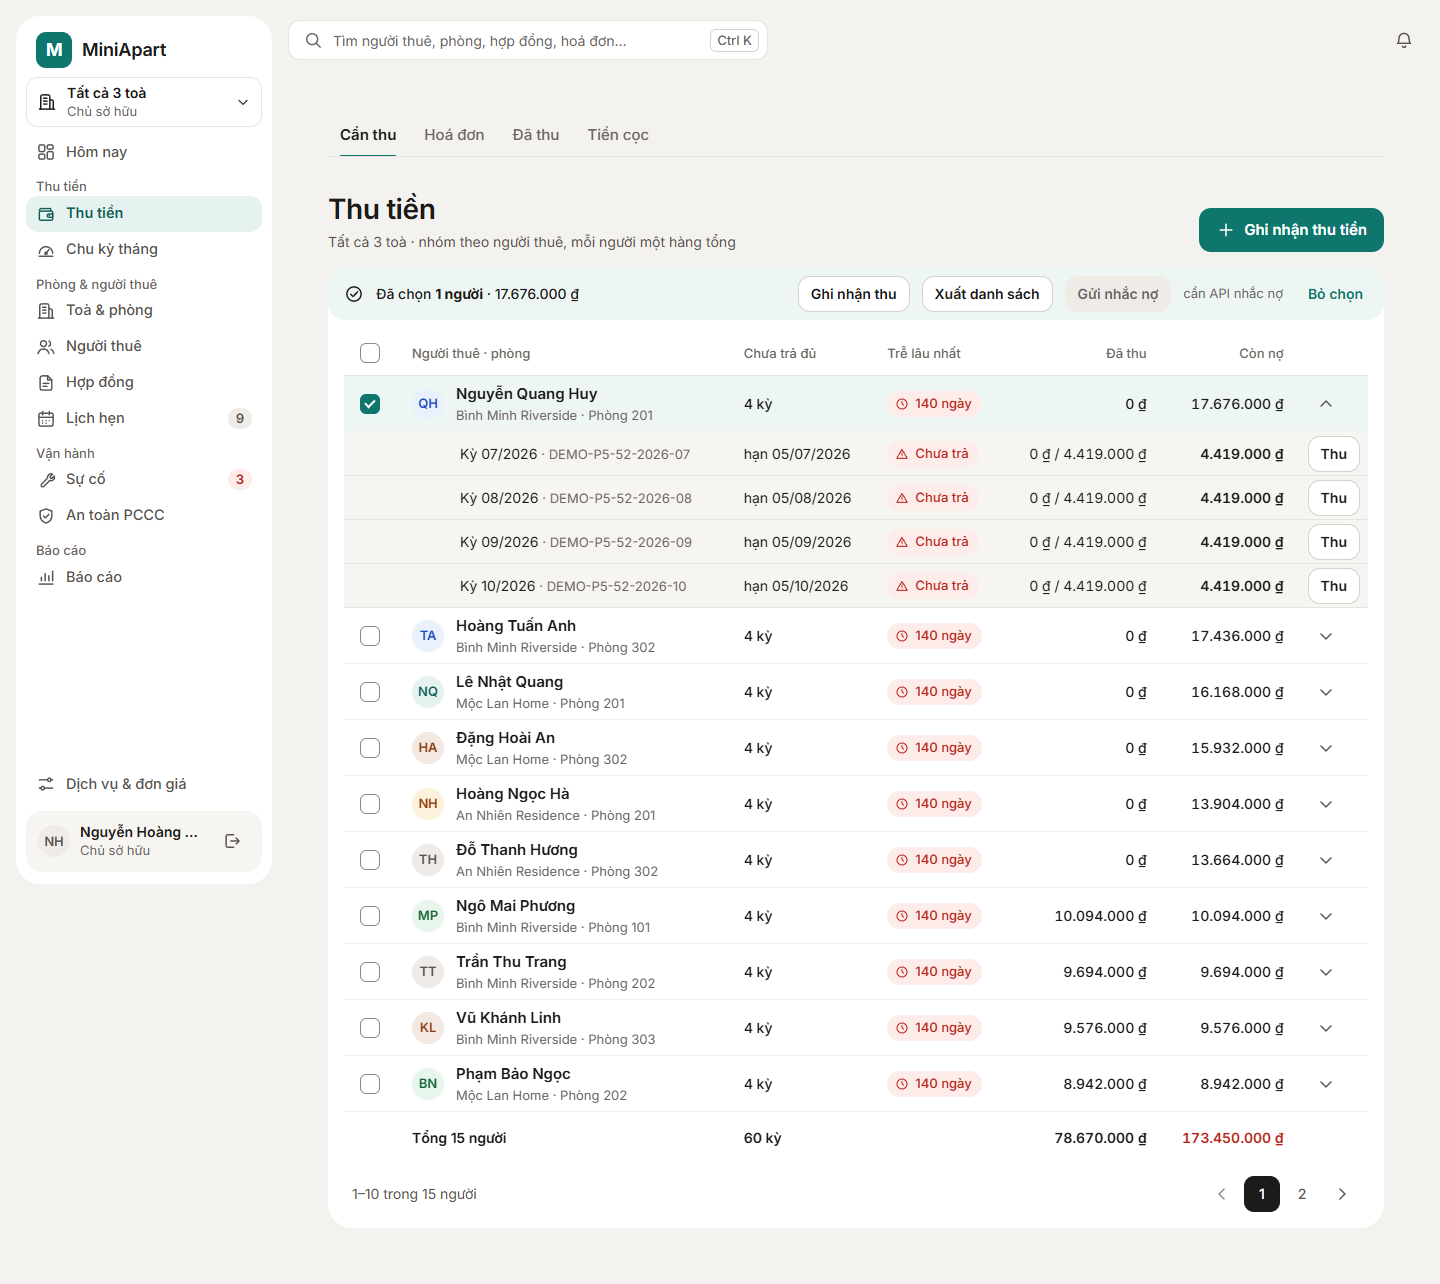 M MiniApart
Tất cả 3 toà
Chủ sở hữu
Hôm nay
Thu tiền
Thu tiền
Chu kỳ tháng
Phòng & người thuê
Toà & phòng
Người thuê
Hợp đồng
Lịch hẹn 9
Vận hành
Sự cố 3
An toàn PCCC
Báo cáo
Báo cáo
Dịch vụ & đơn giá
NH Nguyễn Hoàng ...
Chủ sở hữu
Tìm người thuê, phòng, hợp đồng, hoá đơn... Ctrl K
Cần thu Hoá đơn Đã thu Tiền cọc
Thu tiền
Tất cả 3 toà · nhóm theo người thuê, mỗi người một hàng tổng
Ghi nhận thu tiền
Đã chọn 1 người · 17.676.000 ₫ Ghi nhận thu Xuất danh sách Gửi nhắc nợ cần API nhắc nợ Bỏ chọn
Người thuê · phòng Chưa trả đủ Trễ lâu nhất Đã thu Còn nợ
QH Nguyễn Quang Huy 4 kỳ 140 ngày 0 ₫ 17.676.000 ₫
Bình Minh Riverside · Phòng 201
Kỳ 07/2026 · DEMO-P5-52-2026-07 hạn 05/07/2026 Chưa trả 0 ₫ / 4.419.000 ₫ 4.419.000 ₫ Thu
Kỳ 08/2026 · DEMO-P5-52-2026-08 hạn 05/08/2026 Chưa trả 0 ₫ / 4.419.000 ₫ 4.419.000 ₫ Thu
Kỳ 09/2026 · DEMO-P5-52-2026-09 hạn 05/09/2026 Chưa trả 0 ₫ / 4.419.000 ₫ 4.419.000 ₫ Thu
Kỳ 10/2026 · DEMO-P5-52-2026-10 hạn 05/10/2026 Chưa trả 0 ₫ / 4.419.000 ₫ 4.419.000 ₫ Thu
TA Hoàng Tuấn Anh 4 kỳ 140 ngày 0 ₫ 17.436.000 ₫
Bình Minh Riverside · Phòng 302
NQ Lê Nhật Quang 4 kỳ 140 ngày 0 ₫ 16.168.000 ₫
Mộc Lan Home · Phòng 201
HA Đặng Hoài An 4 kỳ 140 ngày 0 ₫ 15.932.000 ₫
Mộc Lan Home · Phòng 302
NH Hoàng Ngọc Hà 4 kỳ 140 ngày 0 ₫ 13.904.000 ₫
An Nhiên Residence · Phòng 201
TH Đỗ Thanh Hương 4 kỳ 140 ngày 0 ₫ 13.664.000 ₫
An Nhiên Residence · Phòng 302
MP Ngô Mai Phương 4 kỳ 140 ngày 10.094.000 ₫ 10.094.000 ₫
Bình Minh Riverside · Phòng 101
TT Trần Thu Trang 4 kỳ 140 ngày 9.694.000 ₫ 9.694.000 ₫
Bình Minh Riverside · Phòng 202
KL Vũ Khánh Linh 4 kỳ 140 ngày 9.576.000 ₫ 9.576.000 ₫
Bình Minh Riverside · Phòng 303
BN Phạm Bảo Ngọc 4 kỳ 140 ngày 8.942.000 ₫ 8.942.000 ₫
Mộc Lan Home · Phòng 202
Tổng 15 người 60 kỳ 78.670.000 ₫ 173.450.000 ₫
1–10 trong 15 người 1 2